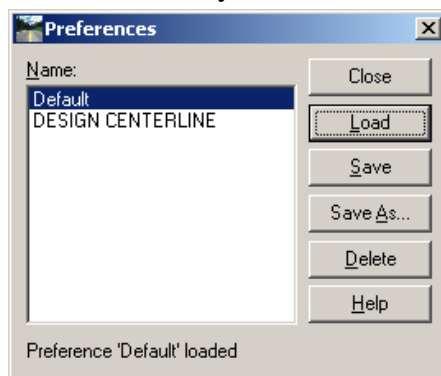 Preferences
Name:
Default
DESIGN CENTERLINE
Close
Load
Save
Save As...
Delete
Help
Preference 'Default' loaded